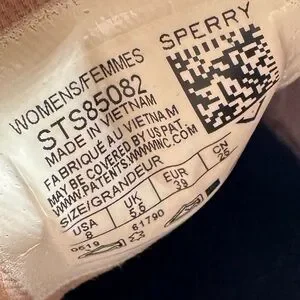 SPERRY
WOMENS/FEMMES
STS85082
MADE IN VIETNAM
FABRIQUE AU VIETNAM
MAY BE COVERED BY US PAT.
WWW.PATENTS.WWWINC.COM
SIZE/GRANDEUR
USA UK EUR CN
8 5.5 39 25
0619 61790